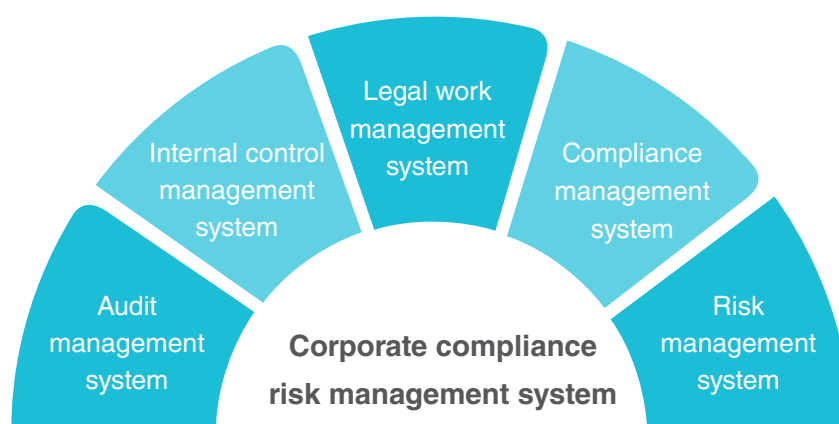 Audit
management
system
Internal control
management
system
Legal work
management
system
Compliance
management
system
Risk
management
system
Corporate compliance
risk management system